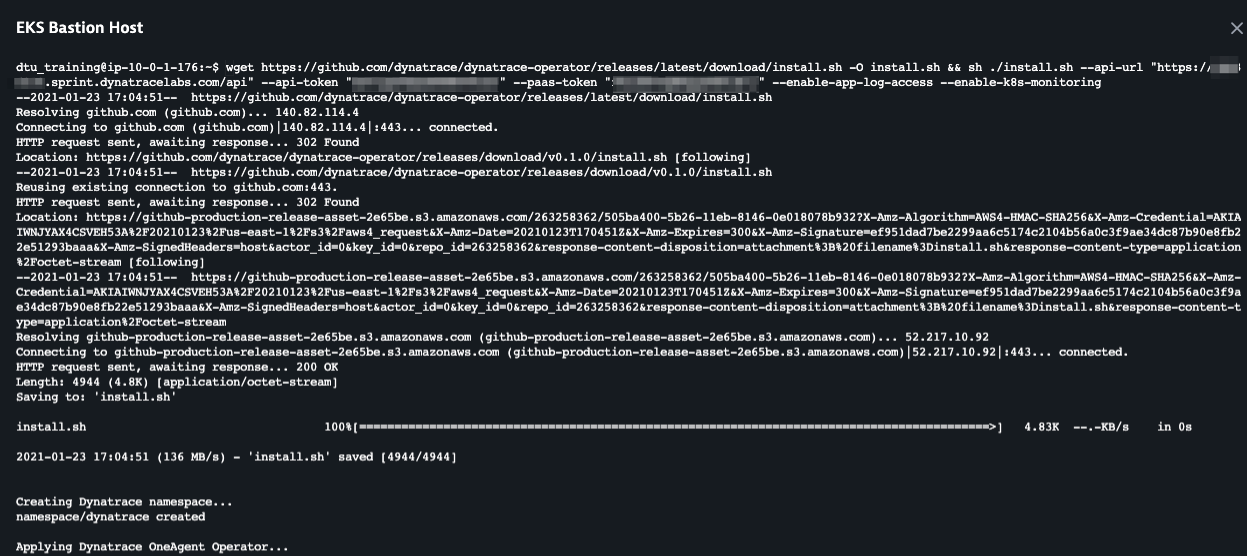 EKS Bastion Host
dtu_training@ip-10-0-1-176:~$ wget https://github.com/dynatrace/dynatrace-operator/releases/latest/download/install.sh -O install.sh && sh ./install.sh --api-url "https://
.sprint.dynatracelabs.com/api" --api-token "" --paas-token "" --enable-app-log-access --enable-k8s-monitoring
--2021-01-23 17:04:51--  https://github.com/dynatrace/dynatrace-operator/releases/latest/download/install.sh
Resolving github.com (github.com)... 140.82.114.4
Connecting to github.com (github.com)|140.82.114.4|:443... connected.
HTTP request sent, awaiting response... 302 Found
Location: https://github.com/dynatrace/dynatrace-operator/releases/download/v0.1.0/install.sh [following]
--2021-01-23 17:04:51--  https://github.com/dynatrace/dynatrace-operator/releases/download/v0.1.0/install.sh
Reusing existing connection to github.com:443.
HTTP request sent, awaiting response... 302 Found
Location: https://github-production-release-asset-2e65be.s3.amazonaws.com/263258362/505ba400-5b26-11eb-8146-0e018078b932?X-Amz-Algorithm=AWS4-HMAC-SHA256&X-Amz-Credential=AKIA
IWNJYAX4CSVEH53A%2F20210123%2Fus-east-1%2Fs3%2Faws4_request&X-Amz-Date=20210123T170451Z&X-Amz-Expires=300&X-Amz-Signature=ef951dad7be2299aa6c5174c2104b56a0c3f9ae34dc87b90e8fb2
2e51293baaa&X-Amz-SignedHeaders=host&actor_id=0&key_id=0&repo_id=263258362&response-content-disposition=attachment%3B%20filename%3Dinstall.sh&response-content-type=application
%2Foctet-stream [following]
--2021-01-23 17:04:51--  https://github-production-release-asset-2e65be.s3.amazonaws.com/263258362/505ba400-5b26-11eb-8146-0e018078b932?X-Amz-Algorithm=AWS4-HMAC-SHA256&X-Amz-
Credential=AKIAIWNJYAX4CSVEH53A%2F20210123%2Fus-east-1%2Fs3%2Faws4_request&X-Amz-Date=20210123T170451Z&X-Amz-Expires=300&X-Amz-Signature=ef951dad7be2299aa6c5174c2104b56a0c3f9a
e34dc87b90e8fb22e51293baaa&X-Amz-SignedHeaders=host&actor_id=0&key_id=0&repo_id=263258362&response-content-disposition=attachment%3B%20filename%3Dinstall.sh&response-content-t
ype=application%2Foctet-stream
Resolving github-production-release-asset-2e65be.s3.amazonaws.com (github-production-release-asset-2e65be.s3.amazonaws.com)... 52.217.10.92
Connecting to github-production-release-asset-2e65be.s3.amazonaws.com (github-production-release-asset-2e65be.s3.amazonaws.com)|52.217.10.92|:443... connected.
HTTP request sent, awaiting response... 200 OK
Length: 4944 (4.8K) [application/octet-stream]
Saving to: 'install.sh'
install.sh 100%[==========================================================================================>] 4.83K --.-KB/s in 0s
2021-01-23 17:04:51 (136 MB/s) - 'install.sh' saved [4944/4944]
Creating Dynatrace namespace...
namespace/dynatrace created
Applying Dynatrace OneAgent Operator...